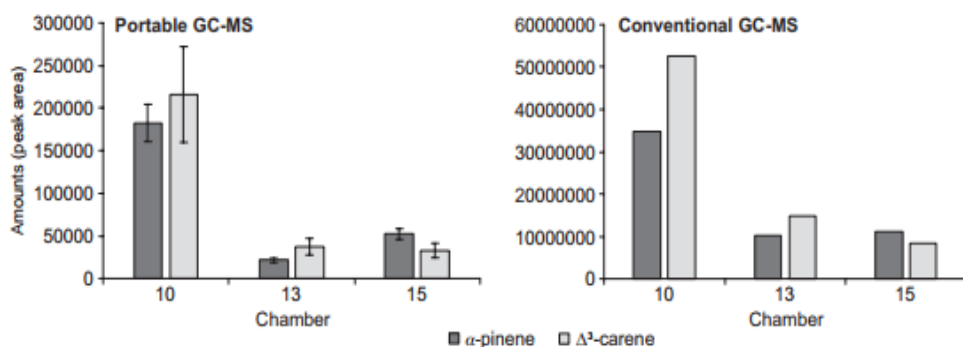 Portable GC-MS
Amounts (peak area)
300000
250000
200000
150000
100000
50000
0
10 13 15
Chamber
Conventional GC-MS
60000000
50000000
40000000
30000000
20000000
10000000
0
10 13 15
Chamber
α-pinene Δ³-carene